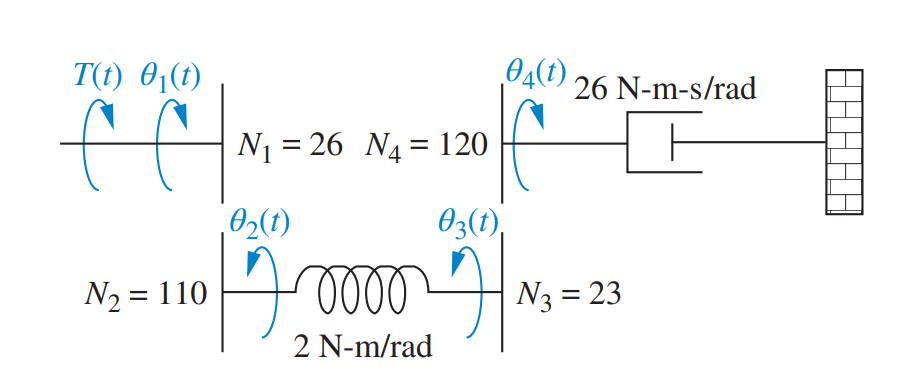 T(t) θ₁(t)
θ₄(t)
26 N-m-s/rad
N₁ = 26 N₄ = 120
θ₂(t)
θ₃(t)
N₂ = 110
N₃ = 23
2 N-m/rad